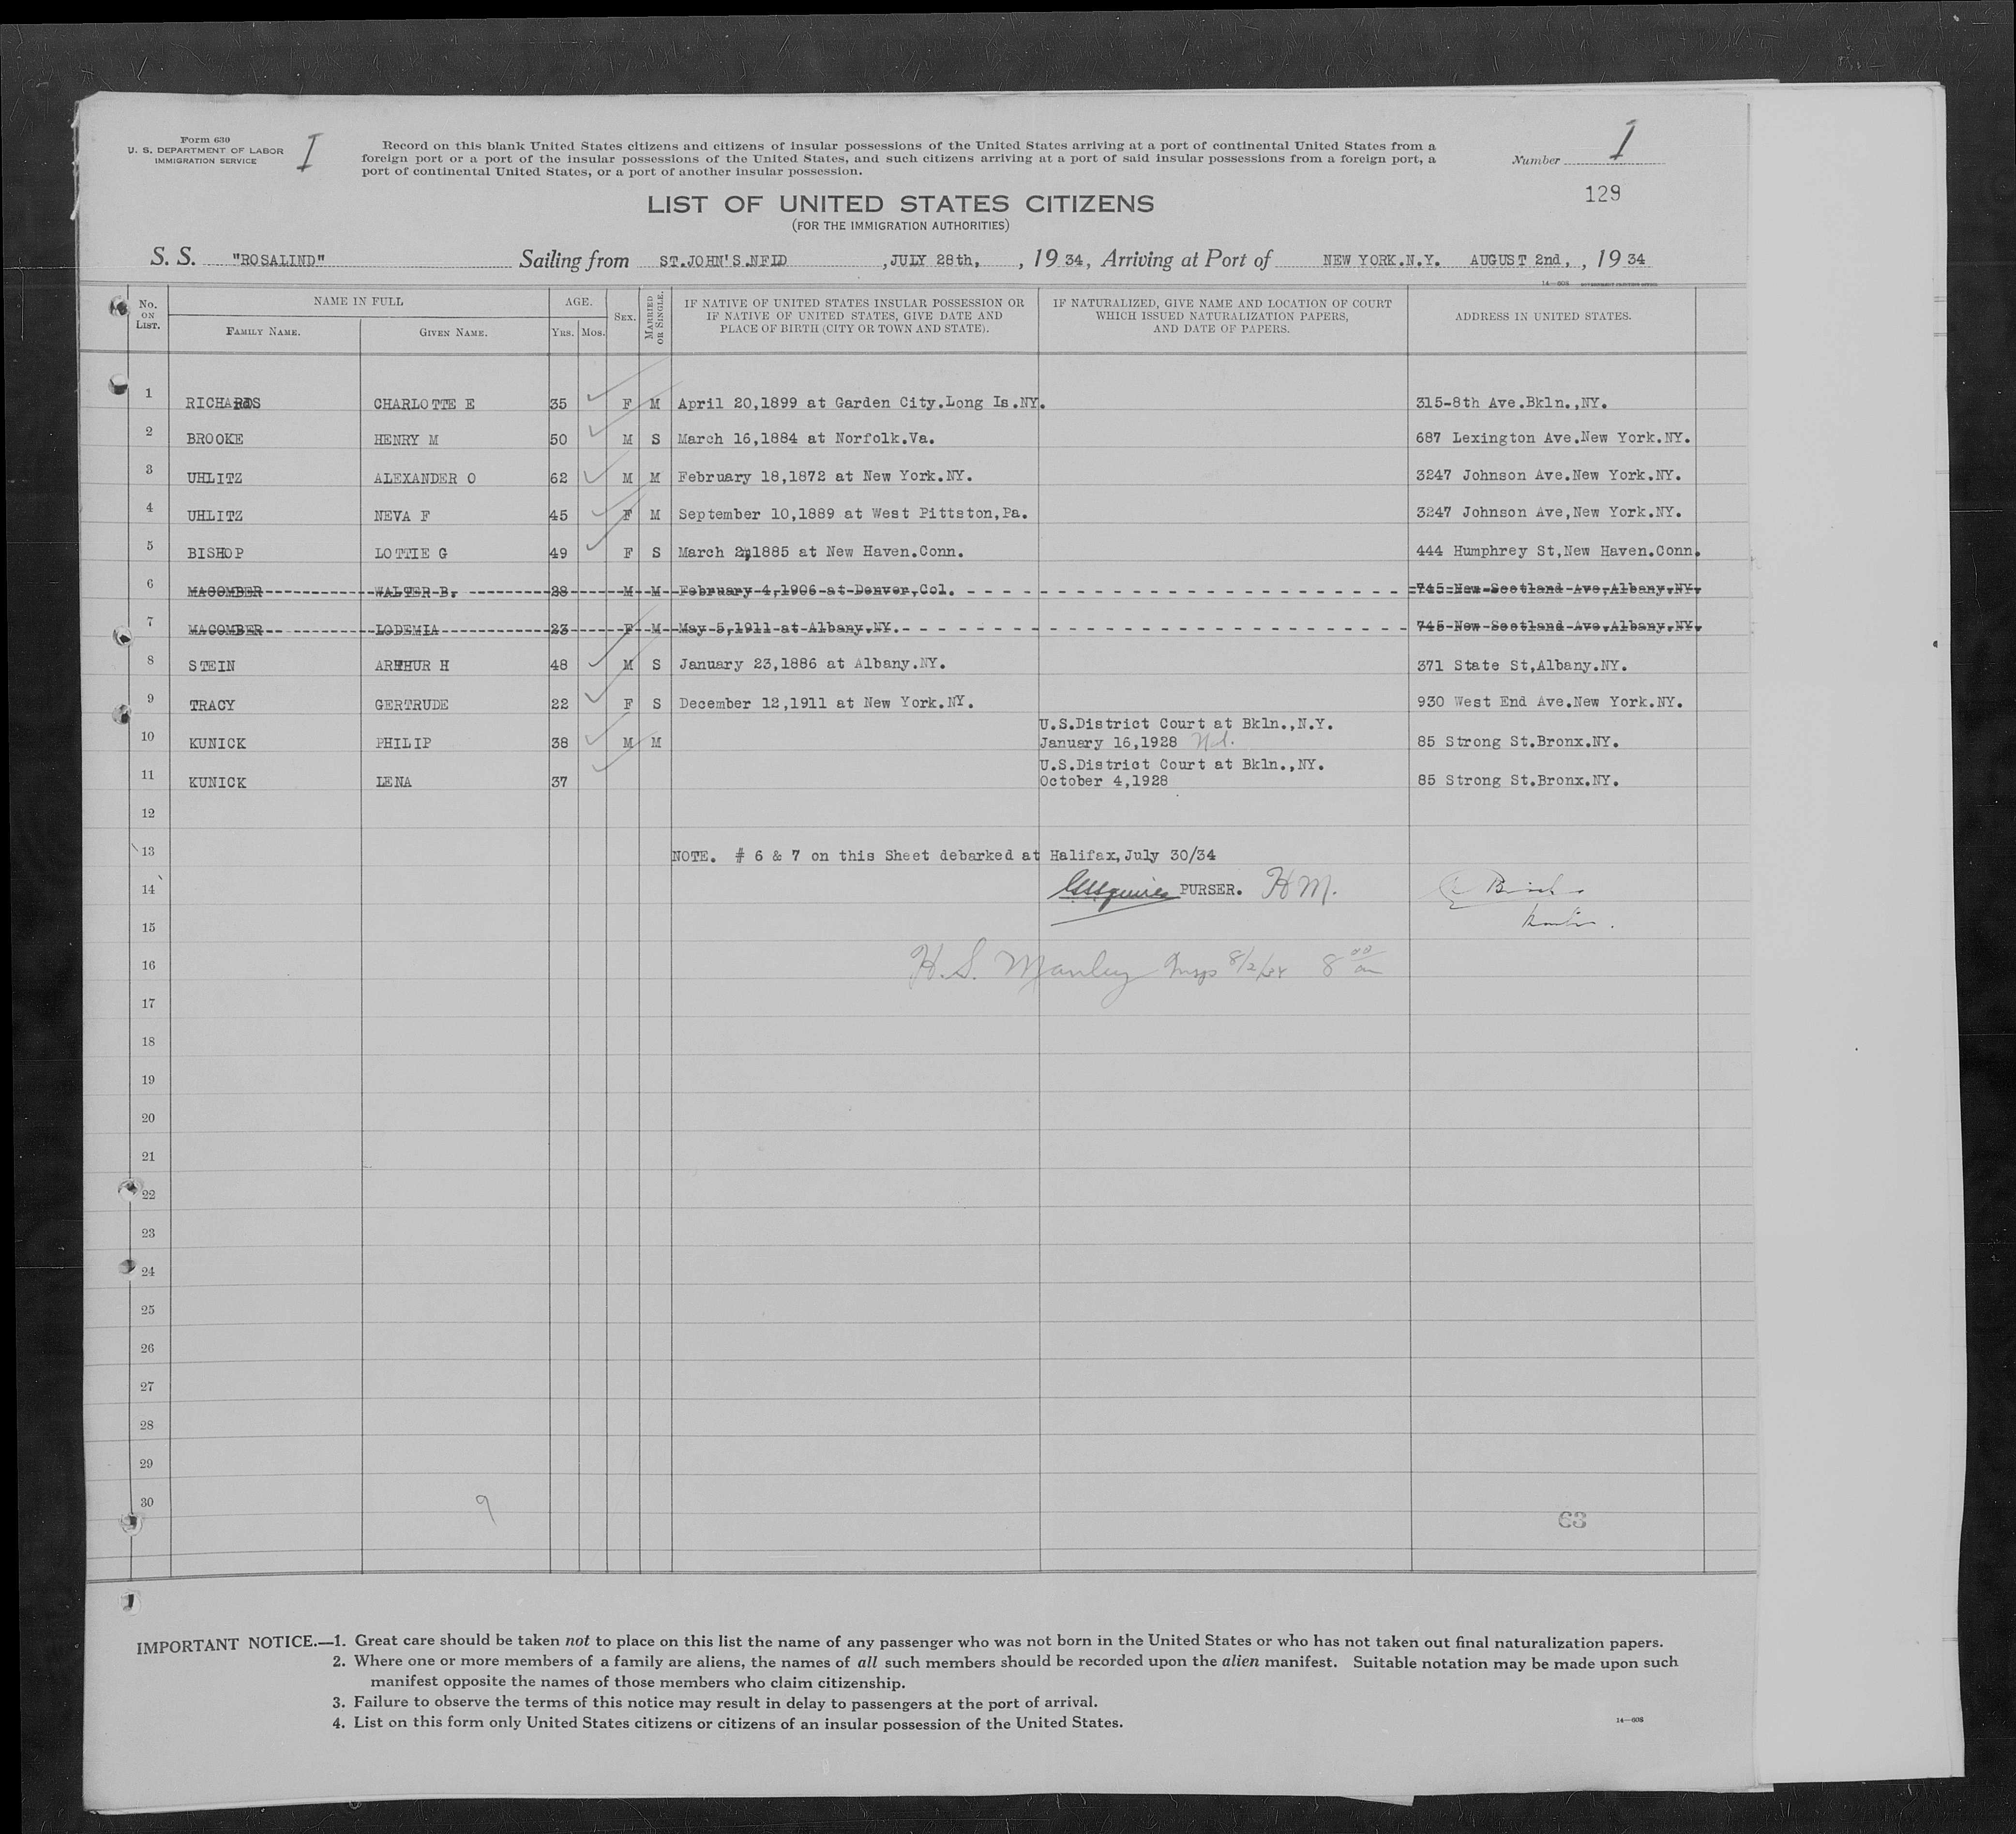 Form 630
U. S. DEPARTMENT OF LABOR
IMMIGRATION SERVICE
I
Record on this blank United States citizens and citizens of insular possessions of the United States arriving at a port of continental United States from a
foreign port or a port of the insular possessions of the United States, and such citizens arriving at a port of said insular possessions from a foreign port, a
port of continental United States, or a port of another insular possession.
Number 1
129
LIST OF UNITED STATES CITIZENS
(FOR THE IMMIGRATION AUTHORITIES)
S. S. "ROSALIND" Sailing from ST.JOHN'S.NFLD , JULY 28th, , 1934, Arriving at Port of NEW YORK.N.Y. AUGUST 2nd, , 1934
14—608 GOVERNMENT PRINTING OFFICE
No. ON LIST. NAME IN FULL FAMILY NAME. GIVEN NAME. AGE. YRS. MOS. SEX. MARRIED OR SINGLE. IF NATIVE OF UNITED STATES INSULAR POSSESSION OR IF NATIVE OF UNITED STATES, GIVE DATE AND PLACE OF BIRTH (CITY OR TOWN AND STATE). IF NATURALIZED, GIVE NAME AND LOCATION OF COURT WHICH ISSUED NATURALIZATION PAPERS, AND DATE OF PAPERS. ADDRESS IN UNITED STATES.
1 RICHARDS CHARLOTTE E 35 F M April 20,1899 at Garden City.Long Is.NY. 315-8th Ave.Bkln.,NY.
2 BROOKE HENRY M 50 M S March 16,1884 at Norfolk.Va. 687 Lexington Ave.New York.NY.
3 UHLITZ ALEXANDER O 62 M M February 18,1872 at New York.NY. 3247 Johnson Ave.New York.NY.
4 UHLITZ NEVA F 45 F M September 10,1889 at West Pittston,Pa. 3247 Johnson Ave,New York.NY.
5 BISHOP LOTTIE G 49 F S March 2,1885 at New Haven.Conn. 444 Humphrey St,New Haven.Conn.
6 MACOMBER WALTER B. 28 M M February 4,1906 at Denver,Col. 745 New Scotland Ave,Albany.NY.
7 MACOMBER LODEMIA 23 F M May 5,1911 at Albany.NY. 745 New Scotland Ave.Albany.NY.
8 STEIN ARTHUR H 48 M S January 23,1886 at Albany.NY. 371 State St,Albany.NY.
9 TRACY GERTRUDE 22 F S December 12,1911 at New York.NY. 930 West End Ave.New York.NY.
U.S.District Court at Bkln.,N.Y.
10 KUNICK PHILIP 38 M M January 16,1928 85 Strong St.Bronx.NY.
U.S.District Court at Bkln.,NY.
11 KUNICK LENA 37 October 4,1928 85 Strong St.Bronx.NY.
12
13 NOTE. # 6 & 7 on this Sheet debarked at Halifax,July 30/34
14 PURSER. HM.
15
16 H. S. Manley Insp 8/2/34 8 00 am
17
18
19
20
21
22
23
24
25
26
27
28
29
30
9
63
IMPORTANT NOTICE.—1. Great care should be taken not to place on this list the name of any passenger who was not born in the United States or who has not taken out final naturalization papers.
2. Where one or more members of a family are aliens, the names of all such members should be recorded upon the alien manifest. Suitable notation may be made upon such
manifest opposite the names of those members who claim citizenship.
3. Failure to observe the terms of this notice may result in delay to passengers at the port of arrival.
4. List on this form only United States citizens or citizens of an insular possession of the United States.
14—608